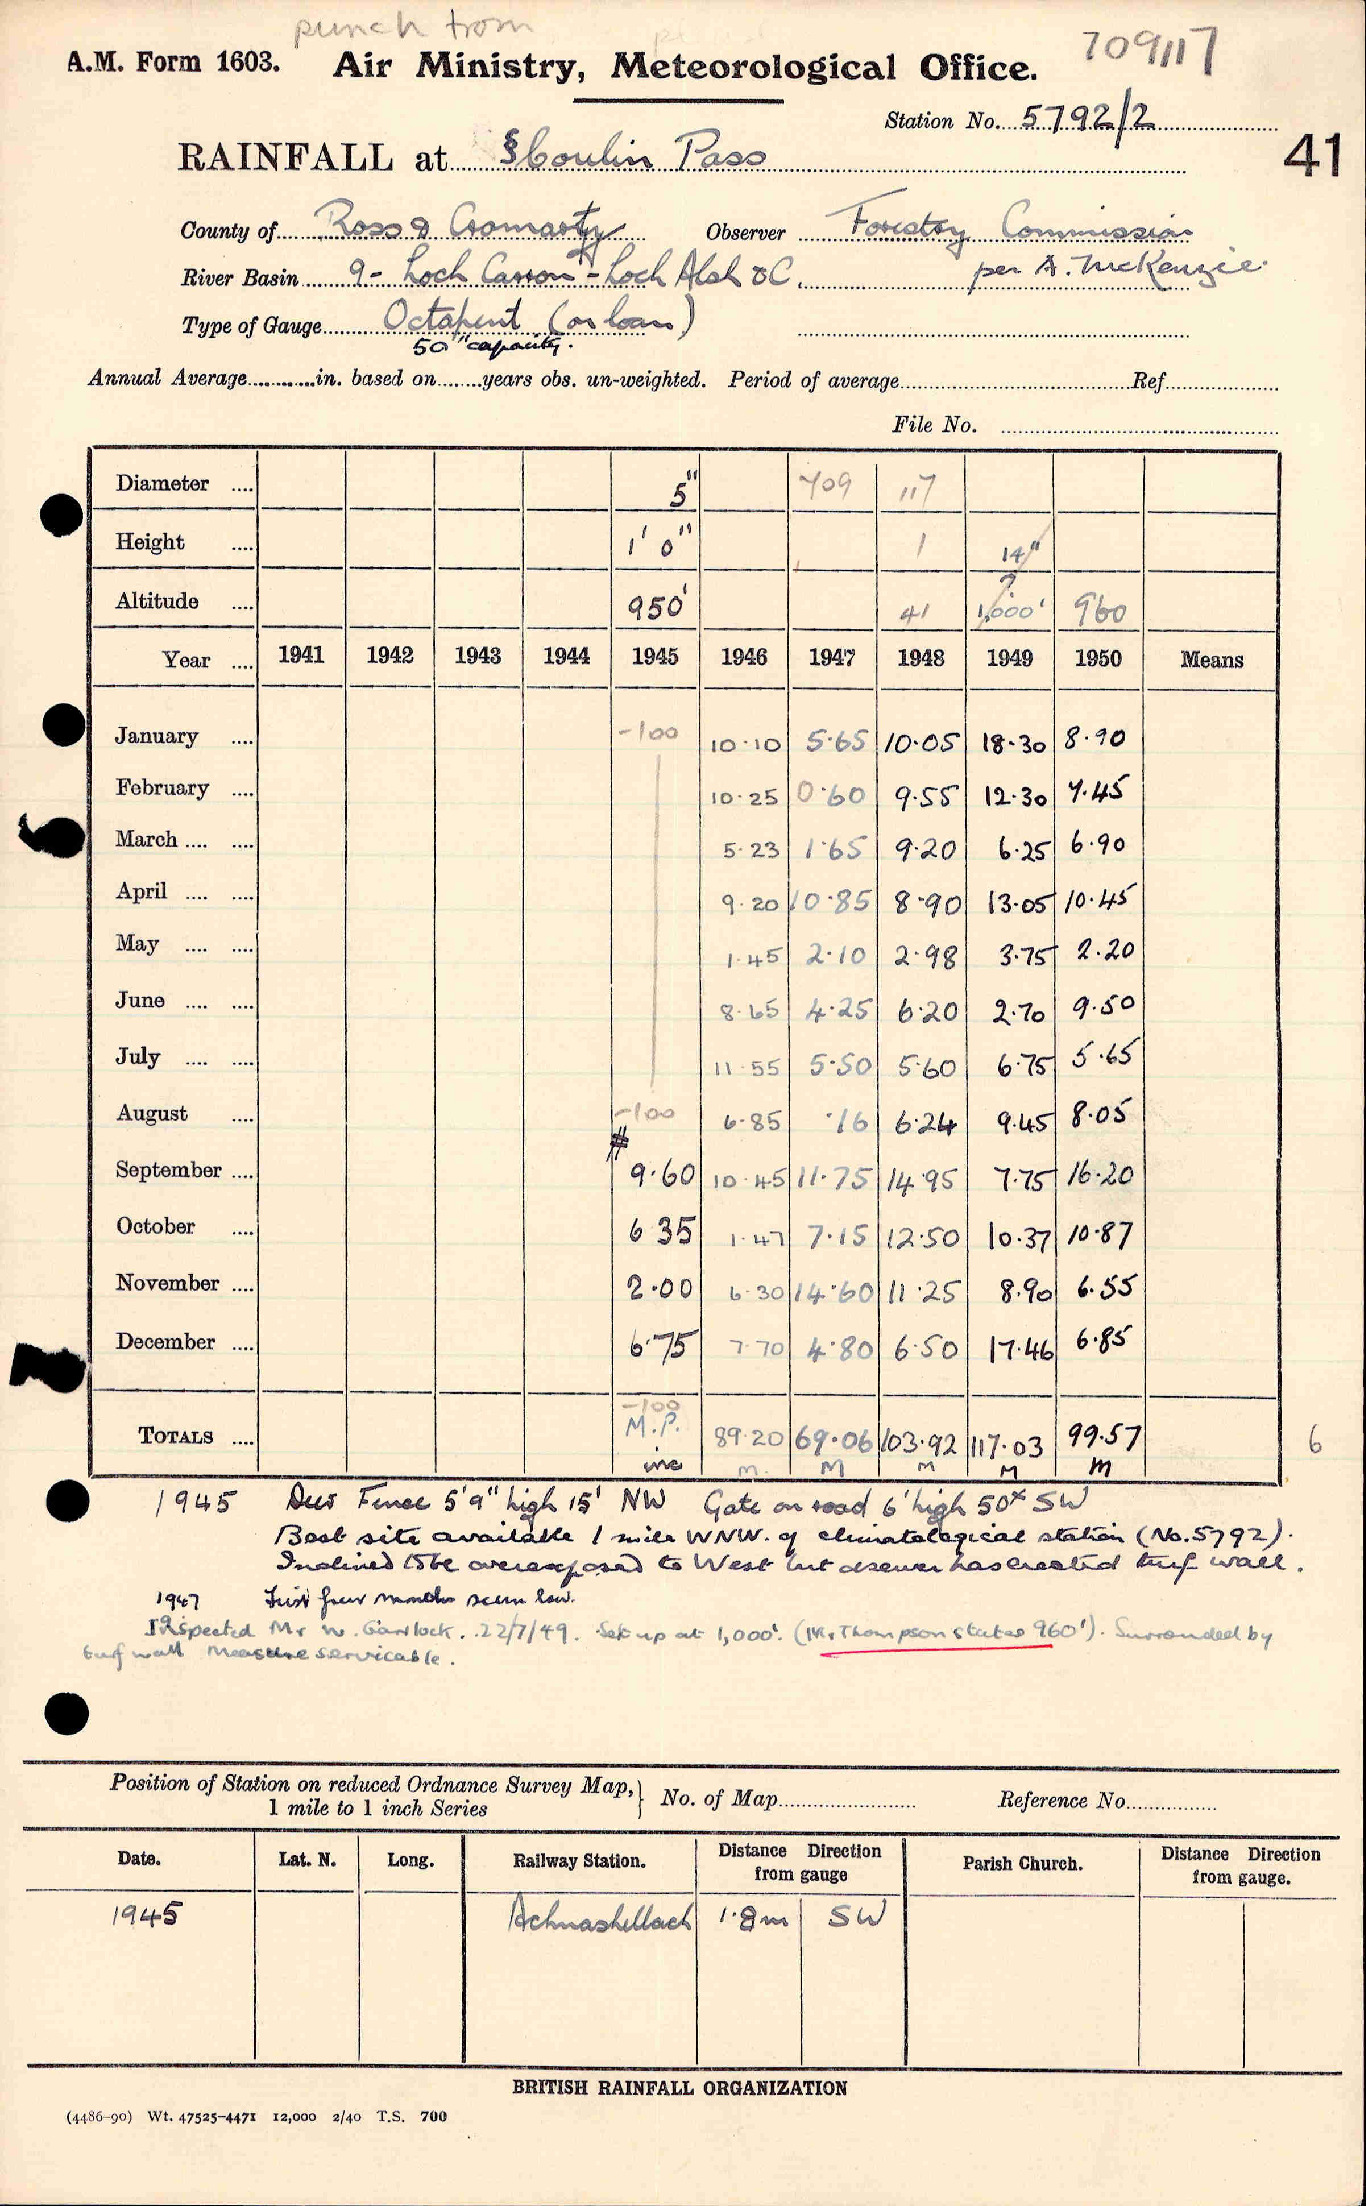 punch from
A.M. Form 1603. Air Ministry, Meteorological Office. 709117
Station No. 5792/2
41
RAINFALL at §Coulin Pass
County of Ross & Cromarty Observer Forestry Commission
River Basin 9 - Loch Carron - Loch Alsh &C. per A. McKenzie.
Type of Gauge Octapent (on loan)
50" capacity.
Annual Average in. based on years obs. un-weighted. Period of average Ref.
File No.
Diameter 5" 709 117
Height 1' 0" 1 14"
?
Altitude 950' 41 1,000' 960
Year 1941 1942 1943 1944 1945 1946 1947 1948 1949 1950 Means
January -100 10.10 5.65 10.05 18.30 8.90
February 10.25 0.60 9.55 12.30 7.45
March 5.23 1.65 9.20 6.25 6.90
April 9.20 10.85 8.90 13.05 10.45
May 1.45 2.10 2.98 3.75 2.20
June 8.65 4.25 6.20 2.70 9.50
July 11.55 5.50 5.60 6.75 5.65
August -100 6.85 .16 6.24 9.45 8.05
September # 9.60 10.45 11.75 14.95 7.75 16.20
October 6.35 1.47 7.15 12.50 10.37 10.87
November 2.00 6.30 14.60 11.25 8.90 6.55
December 6.75 7.70 4.80 6.50 17.46 6.85
-100
TOTALS M.P. 89.20 69.06 103.92 117.03 99.57 6
inc m. M M M M
1945 Deer Fence 5'9" high 15' NW Gate on road 6' high 50x SW
Best site available 1 mile WNW. of climatological station (No.5792).
Inclined to be overexposed to West but observer has erected turf wall.
1947 First four months seem low.
Inspected Mr W. Garrlock. 22/7/49. Set up at 1,000'. (Mr Thompson states 960'). Surrounded by
turf wall Measure servicable.
Position of Station on reduced Ordnance Survey Map, } No. of Map Reference No.
1 mile to 1 inch Series
Date. Lat. N. Long. Railway Station. Distance Direction from gauge Parish Church. Distance Direction from gauge.
1945 Achnashellach 1.8m SW
BRITISH RAINFALL ORGANIZATION
(4486-90) Wt. 47525-4471 12,000 2/40 T.S. 700